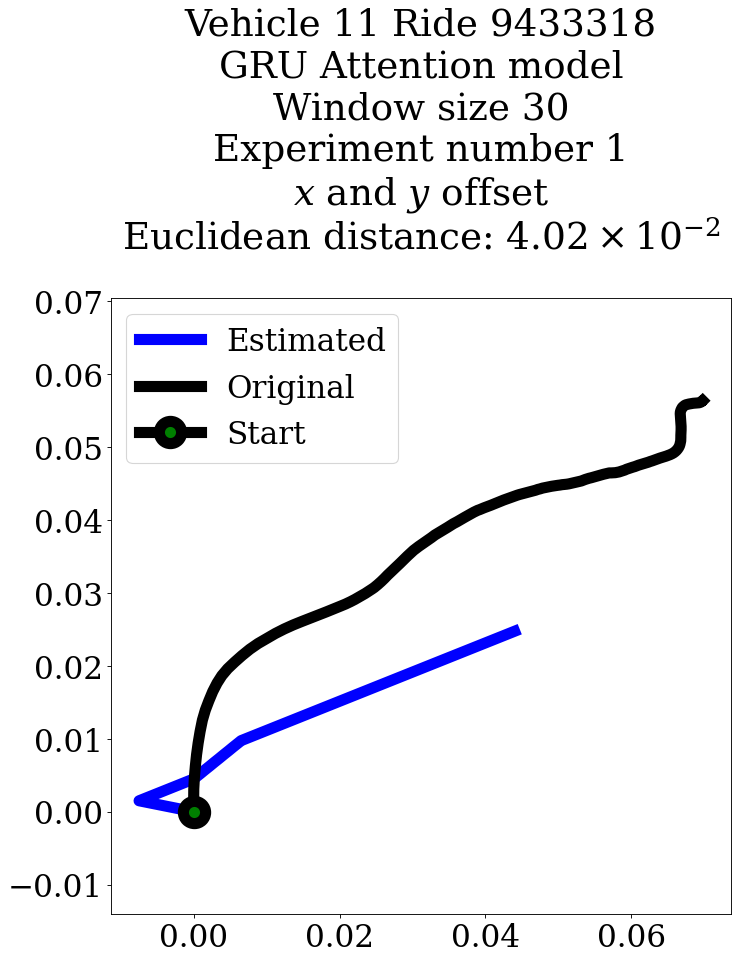 Vehicle 11 Ride 9433318
GRU Attention model
Window size 30
Experiment number 1
x and y offset
Euclidean distance: 4.02 × 10⁻²
0.07
0.06
0.05
0.04
0.03
0.02
0.01
0.00
−0.01
Estimated
Original
Start
0.00 0.02 0.04 0.06